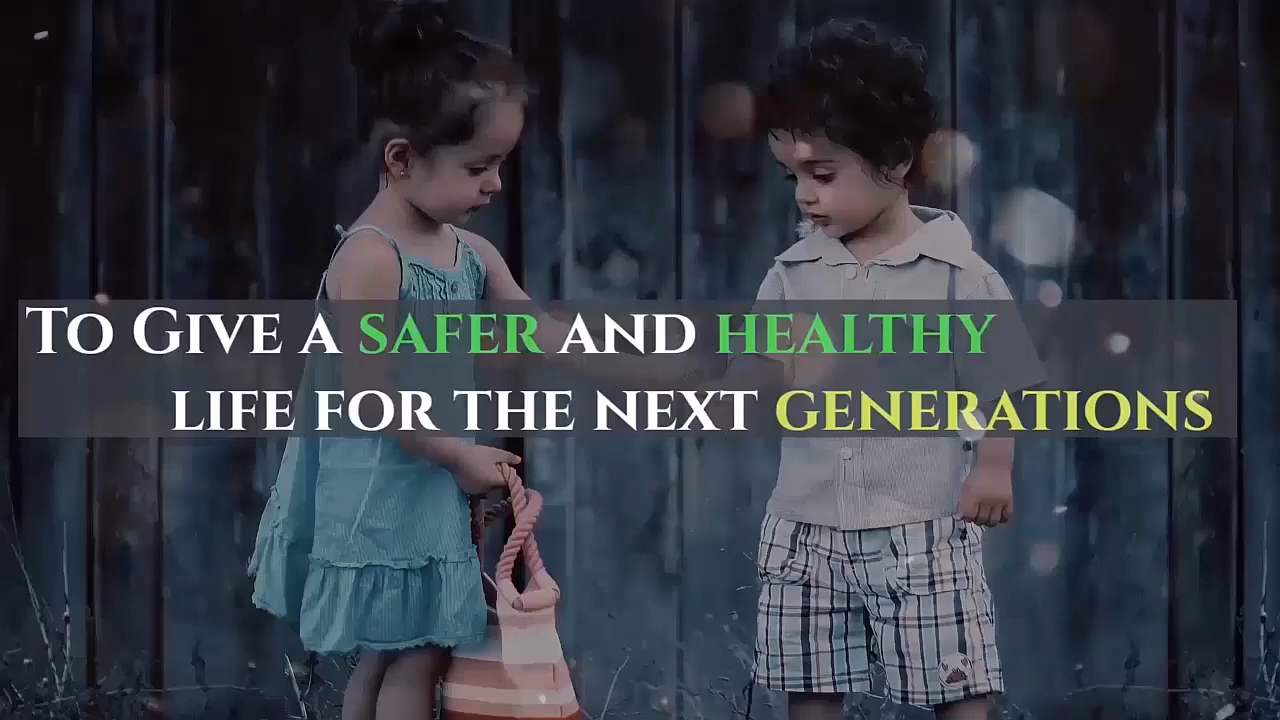 To Give a safer and healthy
life for the next generations